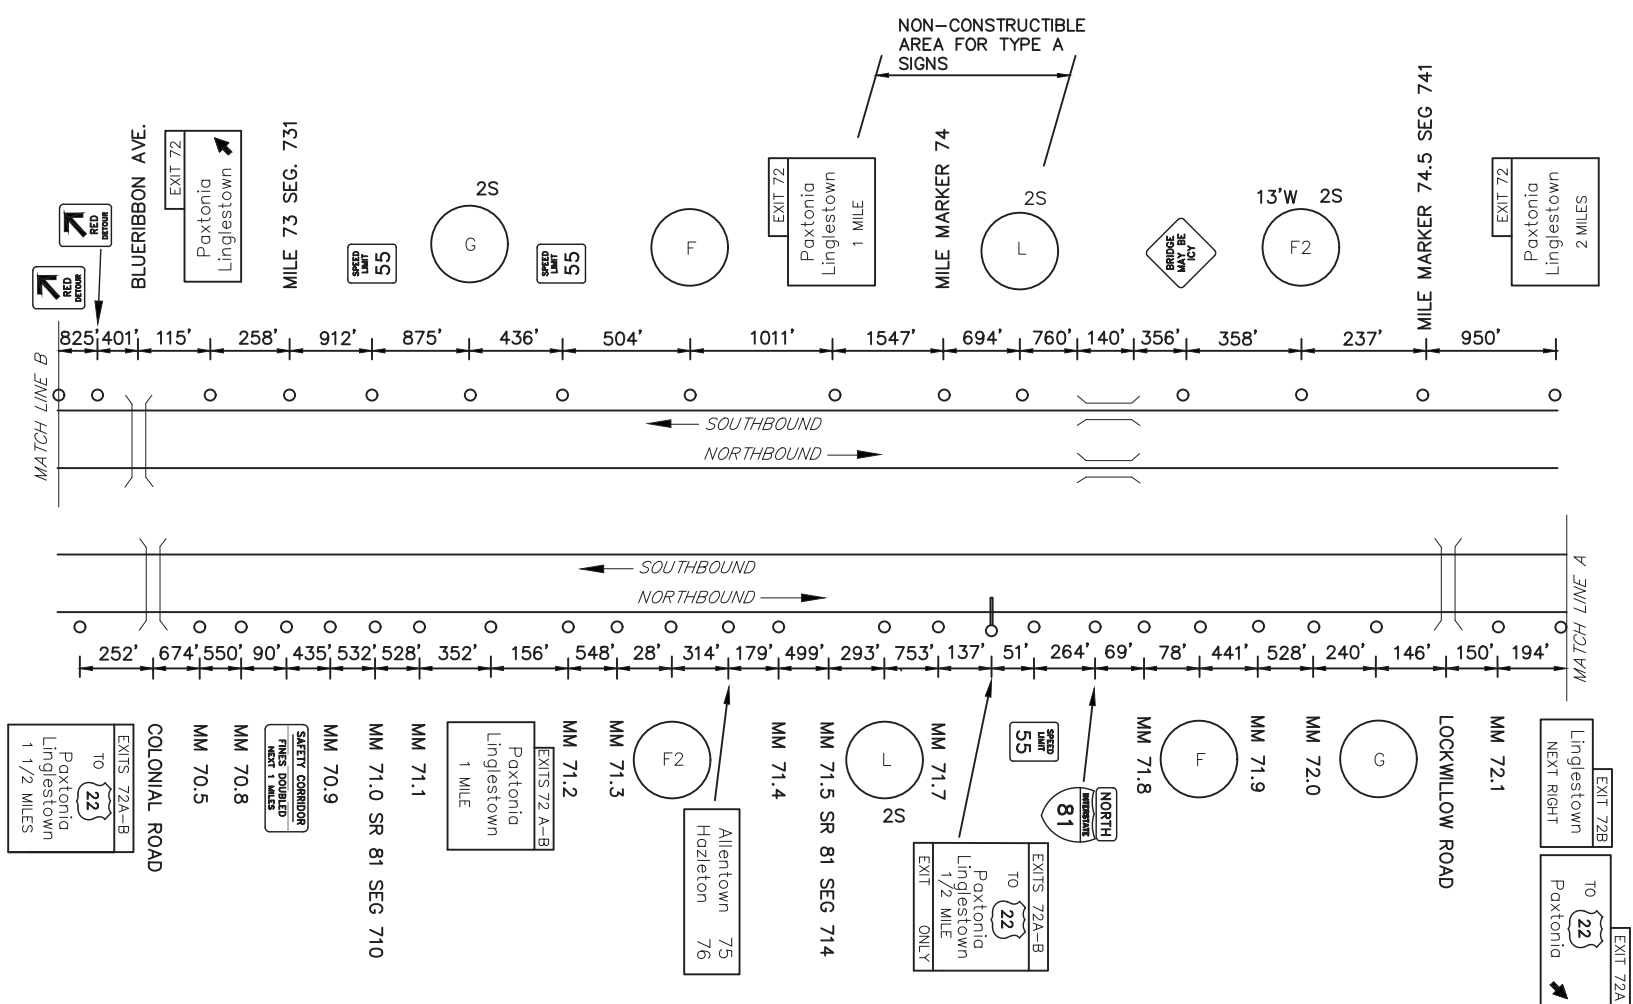 NON-CONSTRUCTIBLE
AREA FOR TYPE A
SIGNS
RED
DETOUR
RED
DETOUR
BLUERIBBON AVE.
EXIT 72
Paxtonia
Linglestown
MILE 73 SEG. 731
SPEED
LIMIT
55
2S
G
SPEED
LIMIT
55
F
EXIT 72
Paxtonia
Linglestown
1 MILE
MILE MARKER 74
2S
L
BRIDGE
MAY BE
ICY
13'W 2S
F2
MILE MARKER 74.5 SEG 741
EXIT 72
Paxtonia
Linglestown
2 MILES
825' 401' 115' 258' 912' 875' 436' 504' 1011' 1547' 694' 760' 140' 356' 358' 237' 950'
MATCH LINE B
SOUTHBOUND
NORTHBOUND
SOUTHBOUND
NORTHBOUND
MATCH LINE A
252' 674' 550' 90' 435' 532' 528' 352' 156' 548' 28' 314' 179' 499' 293' 753' 137' 51' 264' 69' 78' 441' 528' 240' 146' 150' 194'
EXITS 72A-B
TO 22
Paxtonia
Linglestown
1 1/2 MILES
COLONIAL ROAD
MM 70.5
MM 70.8
SAFETY CORRIDOR
FINES DOUBLED
NEXT 1 MILES
MM 70.9
MM 71.0 SR 81 SEG 710
MM 71.1
EXITS 72 A-B
Paxtonia
Linglestown
1 MILE
MM 71.2
MM 71.3
F2
Allentown 75
Hazleton 76
MM 71.4
MM 71.5 SR 81 SEG 714
L
2S
MM 71.7
EXITS 72A-B
TO 22
Paxtonia
Linglestown
1/2 MILE
EXIT ONLY
SPEED
LIMIT
55
NORTH
INTERSTATE
81
MM 71.8
F
MM 71.9
MM 72.0
G
LOCKWILLOW ROAD
MM 72.1
EXIT 72B
Linglestown
NEXT RIGHT
EXIT 72A
TO 22
Paxtonia